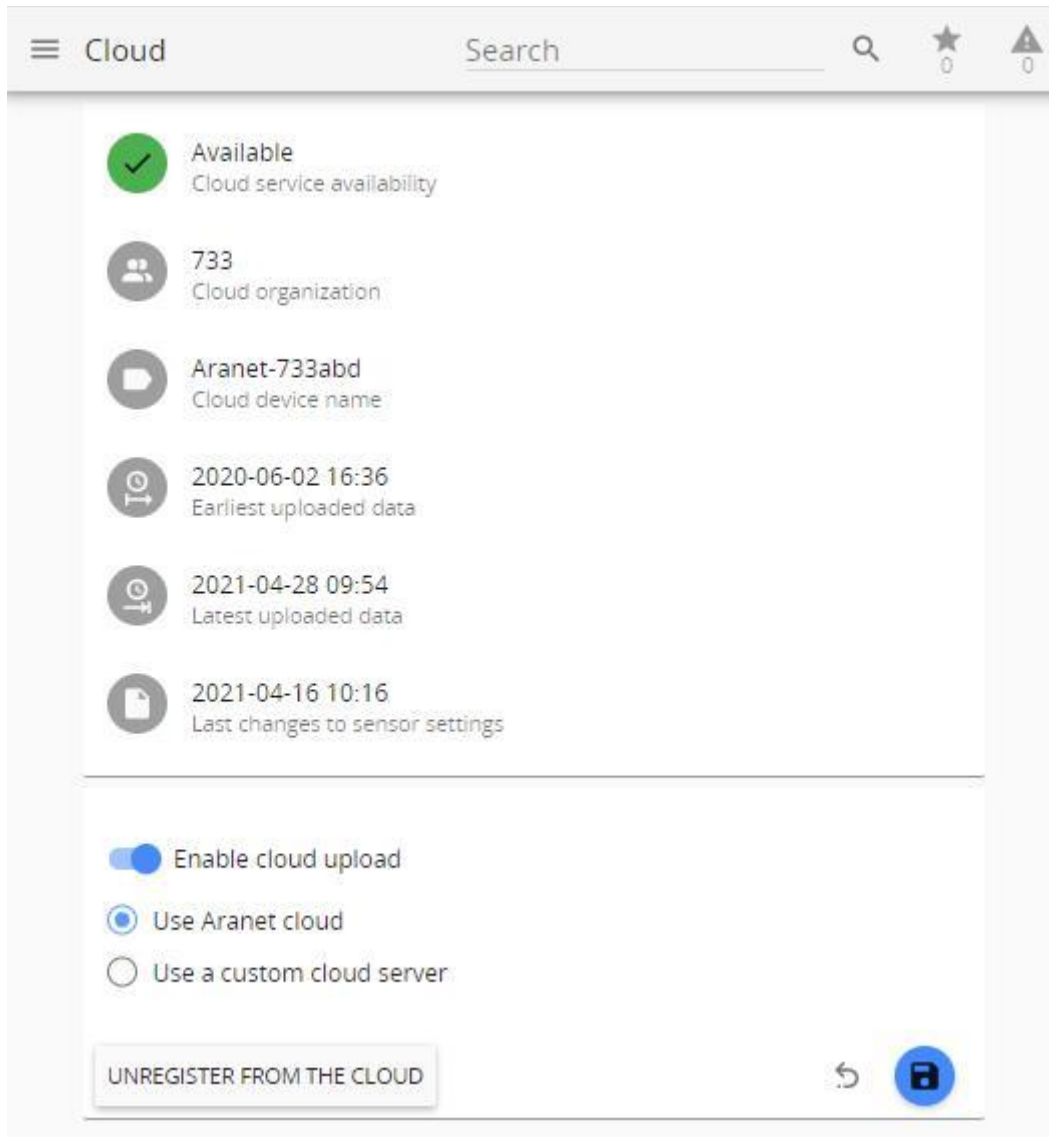 Cloud
Search
0
0
Available
Cloud service availability
733
Cloud organization
Aranet-733abd
Cloud device name
2020-06-02 16:36
Earliest uploaded data
2021-04-28 09:54
Latest uploaded data
2021-04-16 10:16
Last changes to sensor settings
Enable cloud upload
Use Aranet cloud
Use a custom cloud server
UNREGISTER FROM THE CLOUD